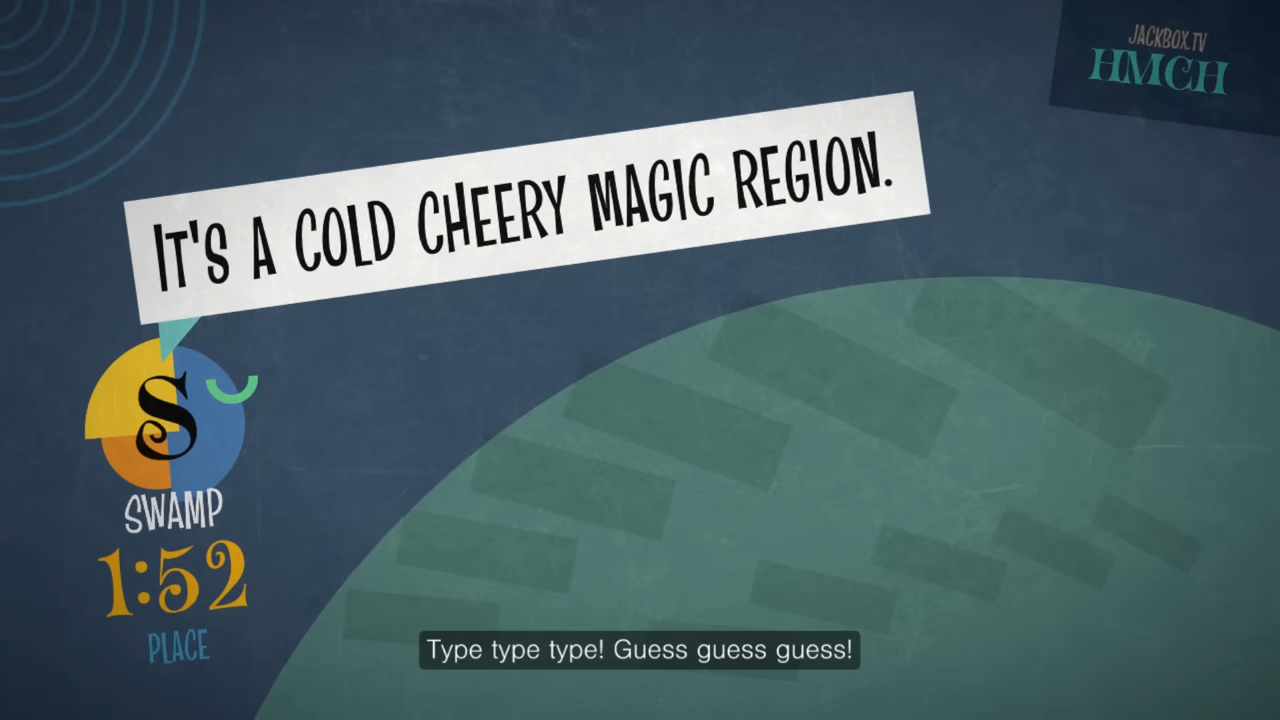 JACKBOX.TV
HMCH
IT'S A COLD CHEERY MAGIC REGION.
S
SWAMP
1:52
PLACE
Type type type! Guess guess guess!